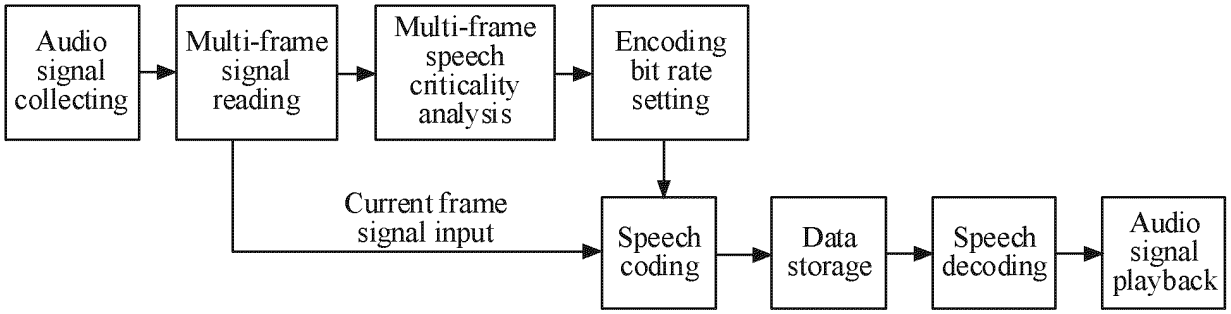 Audio
signal
collecting
Multi-frame
signal
reading
Multi-frame
speech
criticality
analysis
Encoding
bit rate
setting
Current frame
signal input
Speech
coding
Data
storage
Speech
decoding
Audio
signal
playback